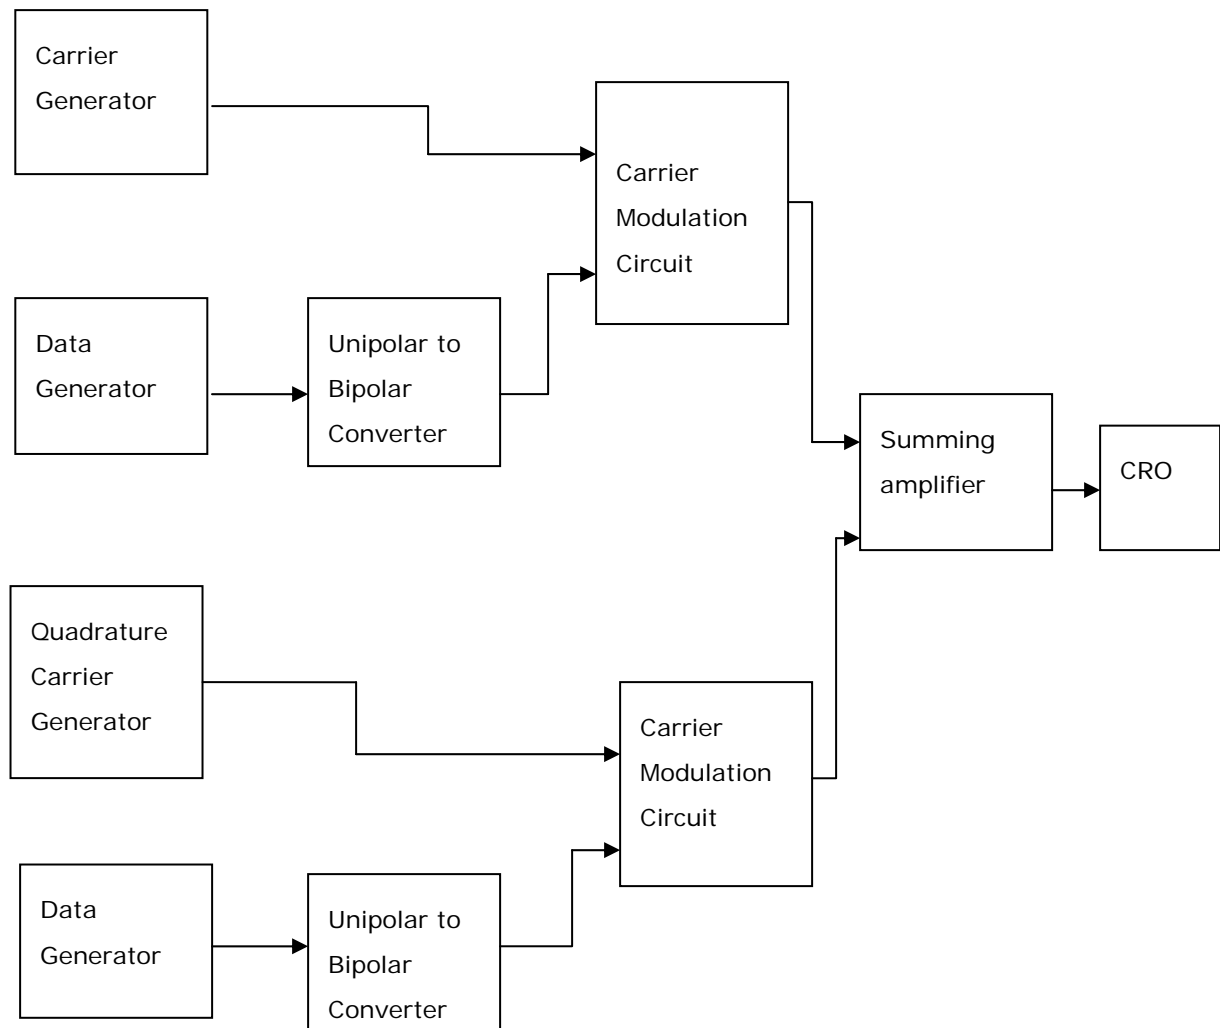 Carrier
Generator
Carrier
Modulation
Circuit
Data
Generator
Unipolar to
Bipolar
Converter
Summing
amplifier
CRO
Quadrature
Carrier
Generator
Carrier
Modulation
Circuit
Data
Generator
Unipolar to
Bipolar
Converter